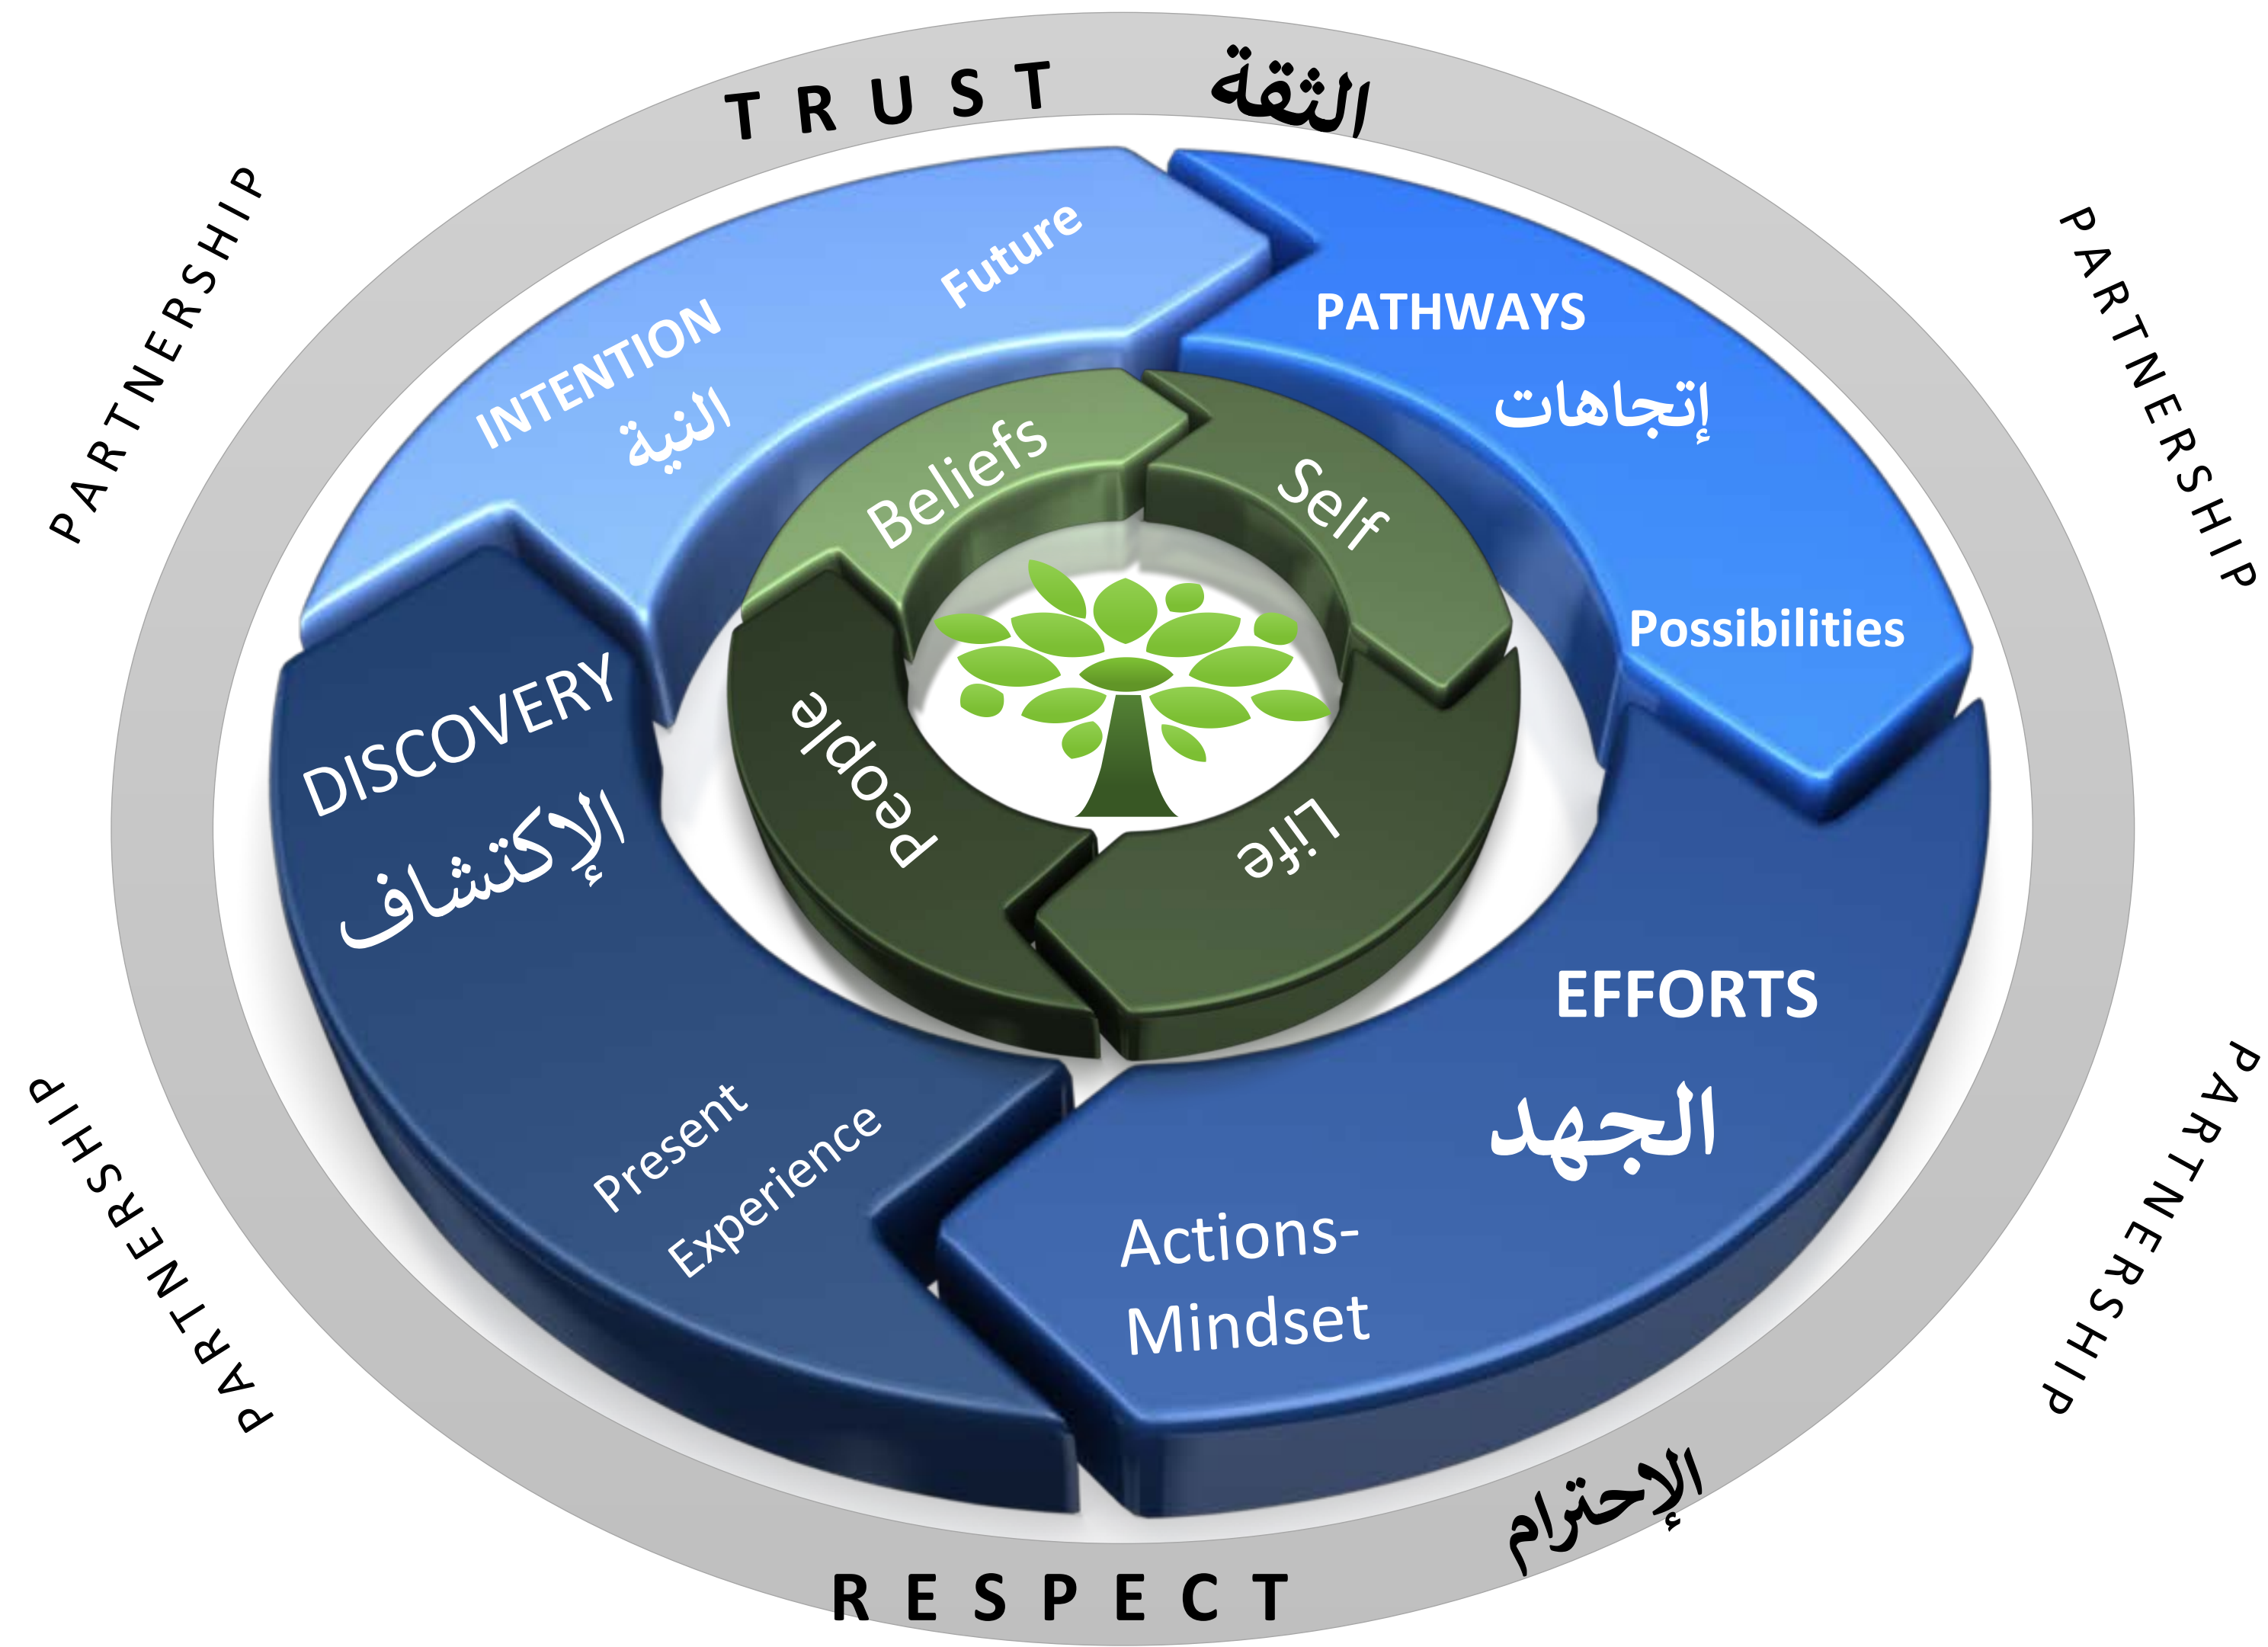 TRUST الثقة
PARTNERSHIP
PARTNERSHIP
Future
INTENTION
النية
PATHWAYS
إتجاهات
Possibilities
Beliefs
Self
People
Life
DISCOVERY
الإكتشاف
Present
Experience
EFFORTS
الجهد
Actions-
Mindset
PARTNERSHIP
PARTNERSHIP
الإحترام
RESPECT